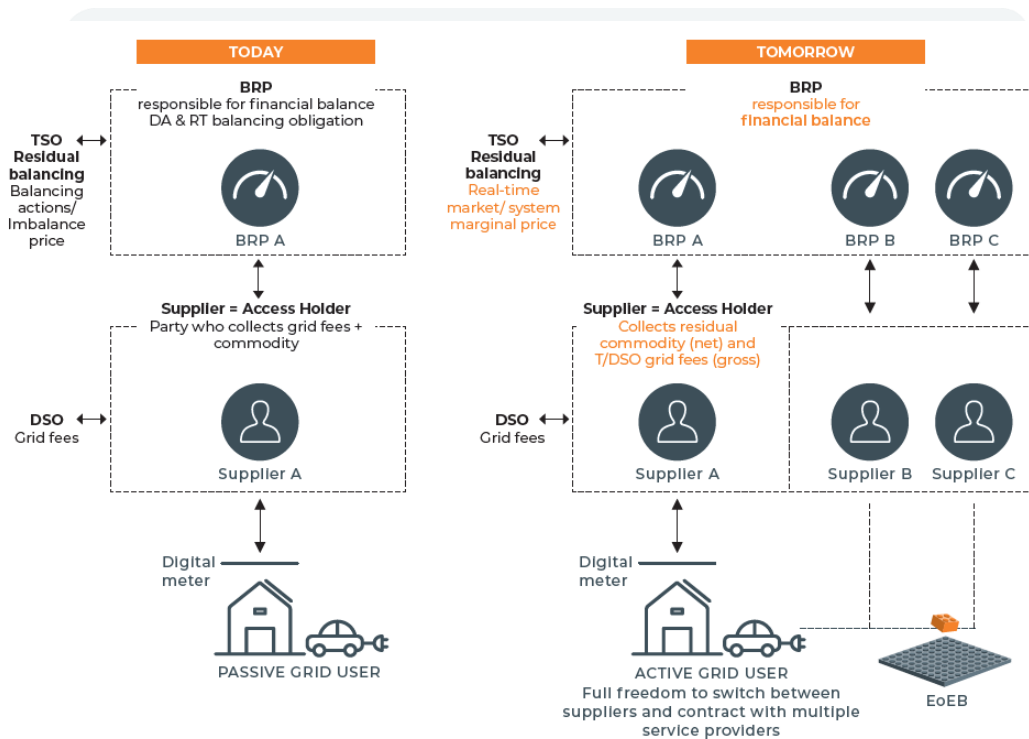 TODAY
BRP
responsible for financial balance
DA & RT balancing obligation
TSO
Residual
balancing
Balancing
actions/
Imbalance
price
BRP A
Supplier = Access Holder
Party who collects grid fees +
commodity
DSO
Grid fees
Supplier A
Digital
meter
PASSIVE GRID USER
TOMORROW
BRP
responsible for
financial balance
TSO
Residual
balancing
Real-time
market/ system
marginal price
BRP A
BRP B
BRP C
Supplier = Access Holder
Collects residual
commodity (net) and
T/DSO grid fees (gross)
DSO
Grid fees
Supplier A
Supplier B
Supplier C
Digital
meter
ACTIVE GRID USER
Full freedom to switch between
suppliers and contract with multiple
service providers
EoEB